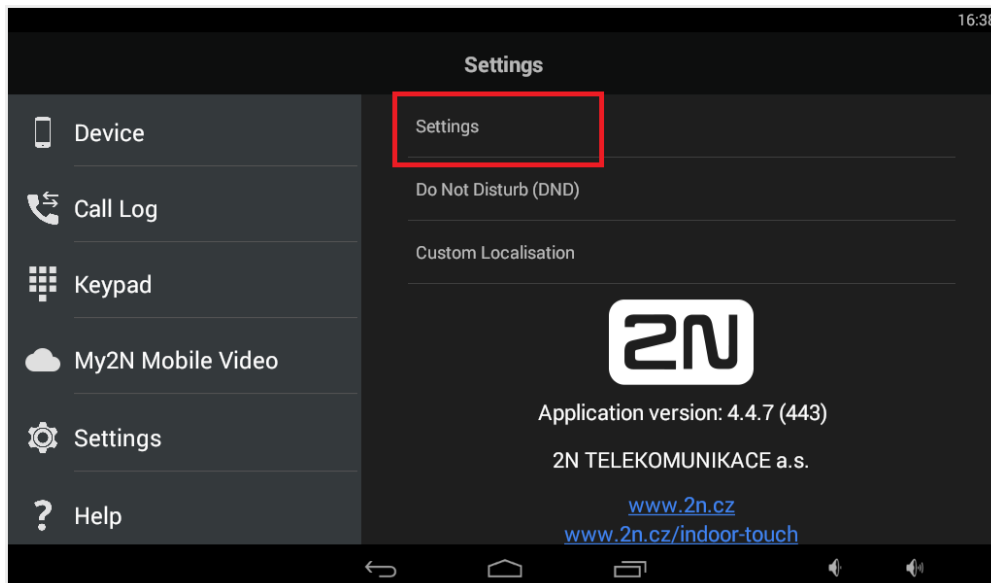 16:38
Settings
Device
Call Log
Keypad
My2N Mobile Video
Settings
Help
Settings
Do Not Disturb (DND)
Custom Localisation
2N
Application version: 4.4.7 (443)
2N TELEKOMUNIKACE a.s.
www.2n.cz
www.2n.cz/indoor-touch